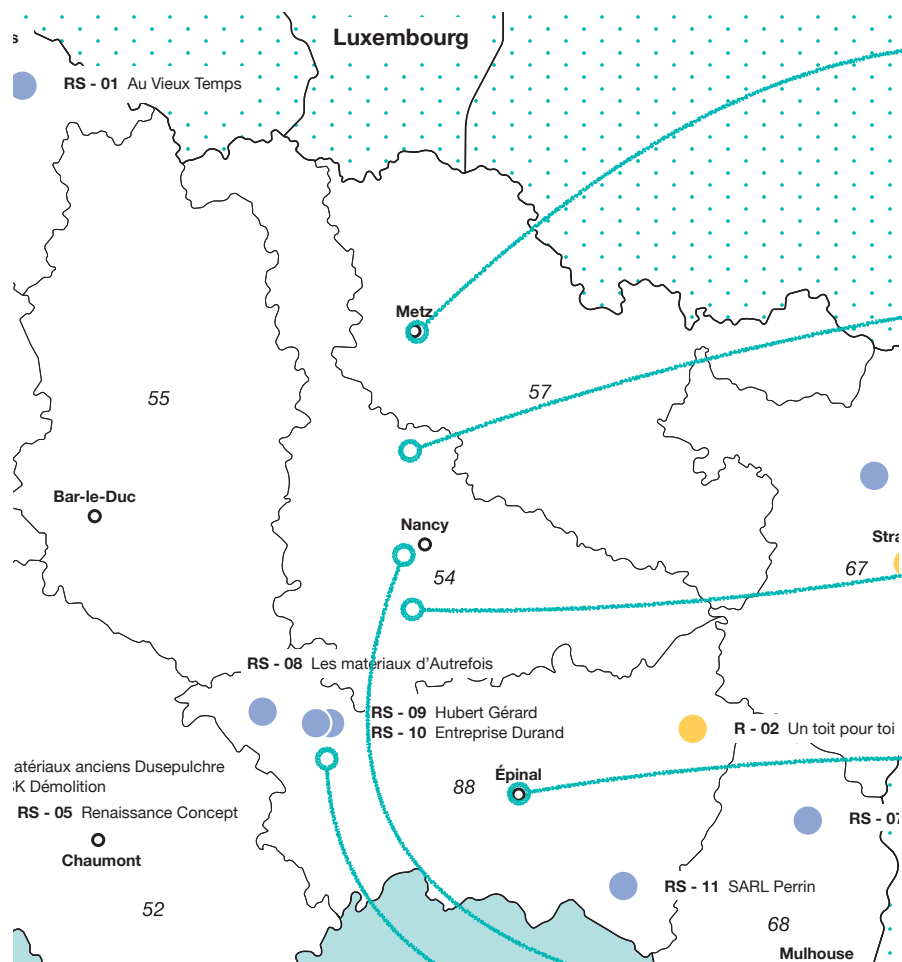 Luxembourg
RS - 01 Au Vieux Temps
Metz
55
57
Bar-le-Duc
Nancy
54
67
RS - 08 Les matériaux d'Autrefois
RS - 09 Hubert Gérard
RS - 10 Entreprise Durand
R - 02 Un toit pour toi
atériaux anciens Dusepulchre
K Démolition
Épinal
88
RS - 05 Renaissance Concept
RS - 07
Chaumont
RS - 11 SARL Perrin
52
68
Mulhouse